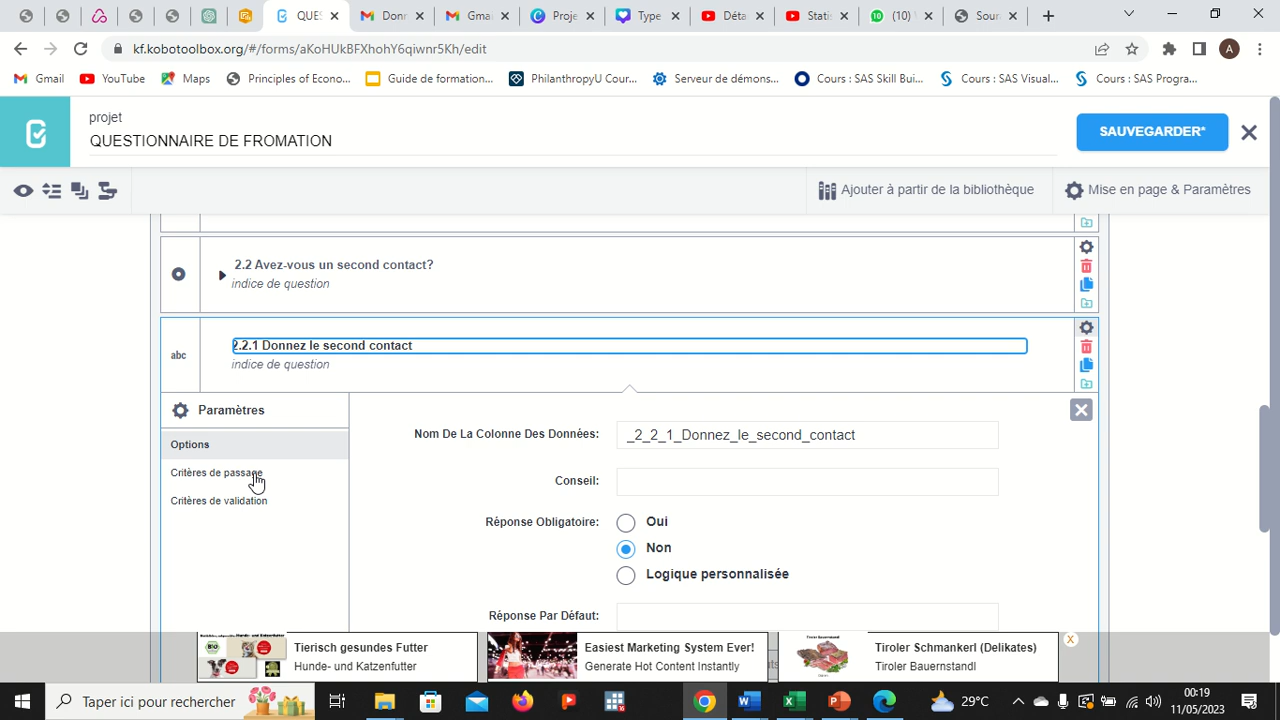 QUES
Donr
Gmai
Proje
Type
Déta
Statis
(10) \
Sour
kf.kobotoolbox.org/#/forms/aKoHUkBFXhohY6qiwnr5Kh/edit
A
Gmail
YouTube
Maps
Principles of Econo...
Guide de formation...
PhilanthropyU Cour...
Serveur de démons...
Cours : SAS Skill Bui...
Cours : SAS Visual...
Cours : SAS Progra...
projet
QUESTIONNAIRE DE FROMATION
SAUVEGARDER*
Ajouter à partir de la bibliothèque
Mise en page & Paramètres
2.2 Avez-vous un second contact?
indice de question
abc
2.2.1 Donnez le second contact
indice de question
Paramètres
Options
Critères de passage
Critères de validation
Nom De La Colonne Des Données:
_2_2_1_Donnez_le_second_contact
Conseil:
Réponse Obligatoire:
Oui
Non
Logique personnalisée
Réponse Par Défaut:
Tierisch gesundes Futter
Hunde- und Katzenfutter
Easiest Marketing System Ever!
Generate Hot Content Instantly
Tiroler Schmankerl (Delikates)
Tiroler Bauernstandl
Taper ici pour rechercher
29°C
00:19
11/05/2023